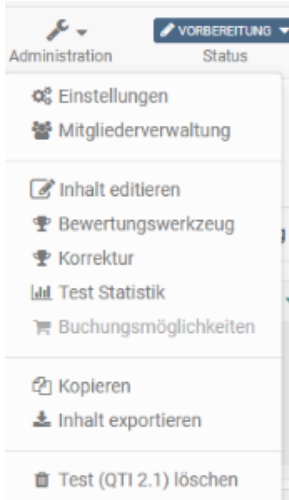 VORBEREITUNG
Administration Status
Einstellungen
Mitgliederverwaltung
Inhalt editieren
Bewertungswerkzeug
Korrektur
Test Statistik
Buchungsmöglichkeiten
Kopieren
Inhalt exportieren
Test (QTI 2.1) löschen